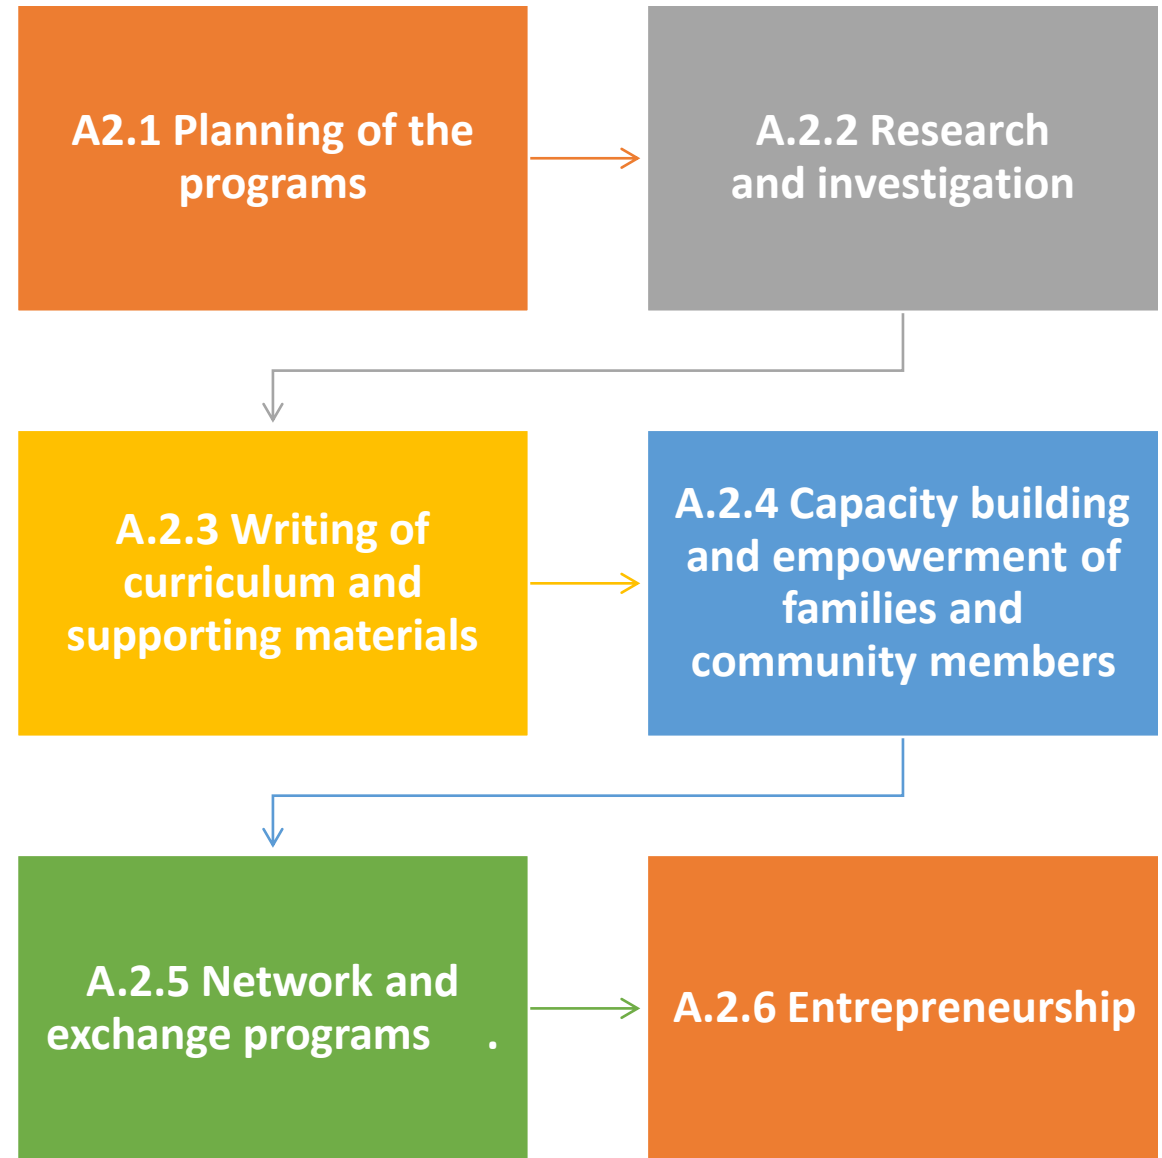 A2.1 Planning of the
programs
A.2.2 Research
and investigation
A.2.3 Writing of
curriculum and
supporting materials
A.2.4 Capacity building
and empowerment of
families and
community members
A.2.5 Network and
exchange programs .
A.2.6 Entrepreneurship